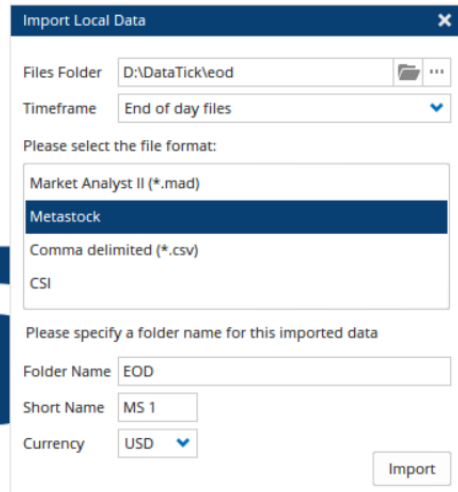 Import Local Data
Files Folder D:\DataTick\eod
Timeframe End of day files
Please select the file format:
Market Analyst II (*.mad)
Metastock
Comma delimited (*.csv)
CSI
Please specify a folder name for this imported data
Folder Name EOD
Short Name MS 1
Currency USD
Import